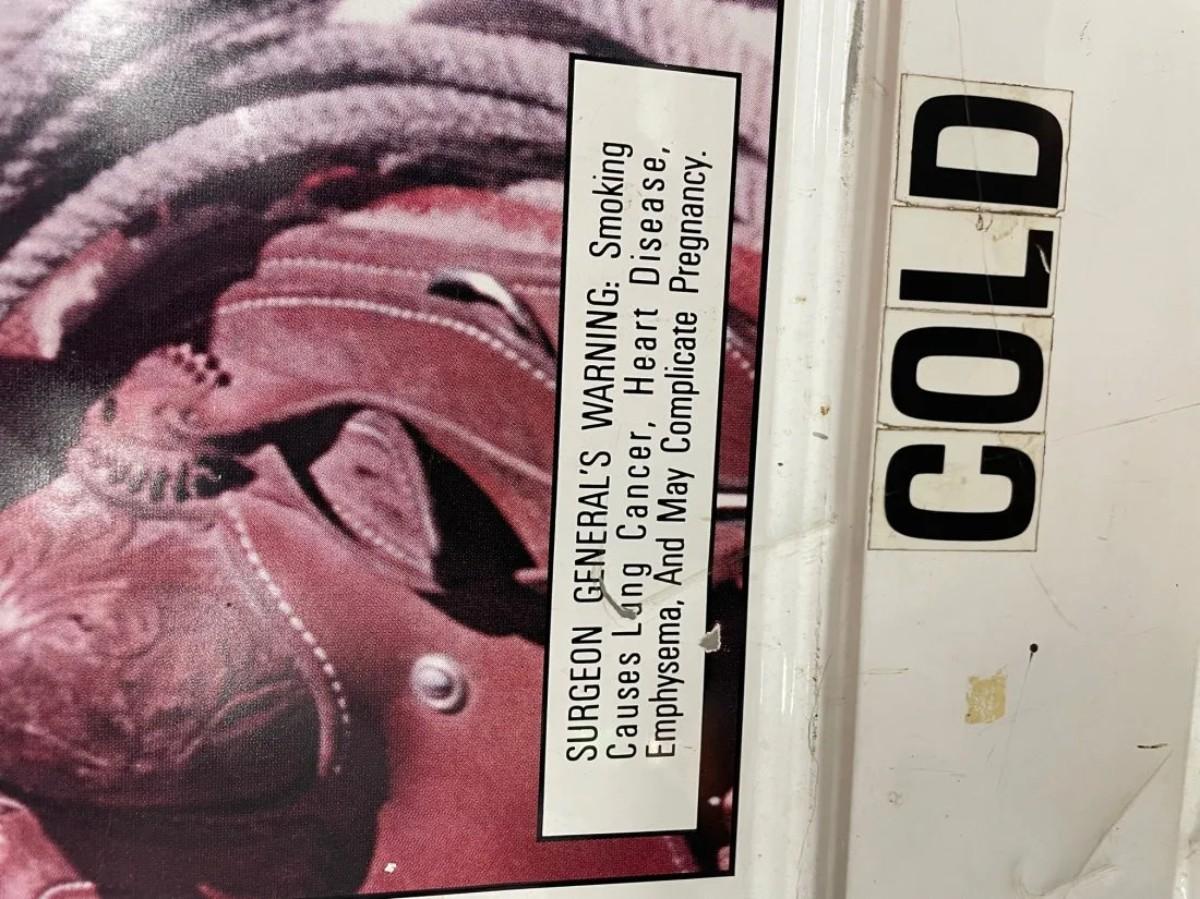 SURGEON GENERAL'S WARNING: Smoking
Causes Lung Cancer, Heart Disease,
Emphysema, And May Complicate Pregnancy.
COLD